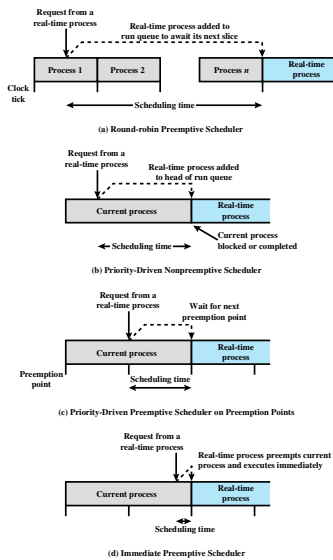 Request from a
real-time process
Real-time process added to
run queue to await its next slice
Process 1
Process 2
Process n
Real-time
process
Clock
tick
Scheduling time
(a) Round-robin Preemptive Scheduler
Request from a
real-time process
Real-time process added
to head of run queue
Current process
Real-time
process
Scheduling time
Current process
blocked or completed
(b) Priority-Driven Nonpreemptive Scheduler
Request from a
real-time process
Wait for next
preemption point
Current process
Real-time
process
Preemption
point
Scheduling time
(c) Priority-Driven Preemptive Scheduler on Preemption Points
Request from a
real-time process
Real-time process preempts current
process and executes immediately
Current process
Real-time
process
Scheduling
time
(d) Immediate Preemptive Scheduler